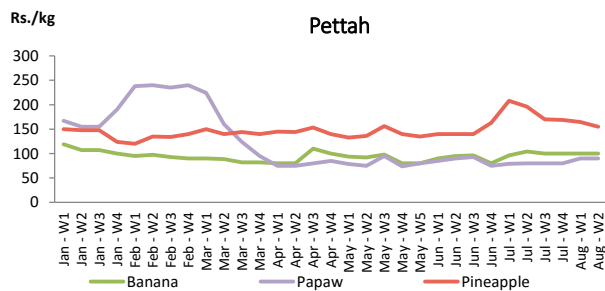 Rs./kg
Pettah
300
250
200
150
100
50
0
Jan - W1
Jan - W2
Jan - W3
Jan - W4
Feb - W1
Feb - W2
Feb - W3
Feb - W4
Mar - W1
Mar - W2
Mar - W3
Mar - W4
Apr - W1
Apr - W2
Apr - W3
Apr - W4
May - W1
May - W2
May - W3
May - W4
May - W5
Jun - W1
Jun - W2
Jun - W3
Jun - W4
Jul - W1
Jul - W2
Jul - W3
Jul - W4
Aug - W1
Aug - W2
Banana Papaw Pineapple